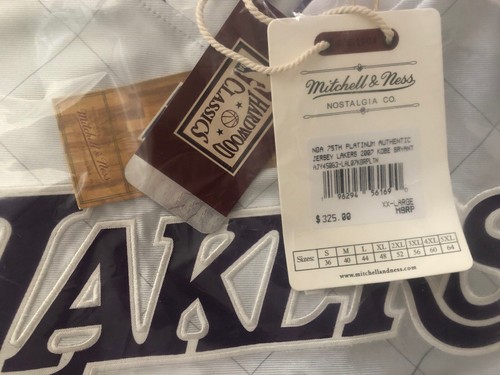 Mitchell & Ness
NOSTALGIA CO.
NBA 75TH PLATINUM AUTHENTIC
JERSEY LAKERS 2007 KOBE BRYANT
XX-LARGE
MSRP
$325.00
Sizes: S M L XL 2XL 3XL 4XL 5XL
36 40 44 48 52 56 60 64
www.mitchellandness.com
HARDWOOD
CLASSICS
Mitchell & Ness
LAKERS